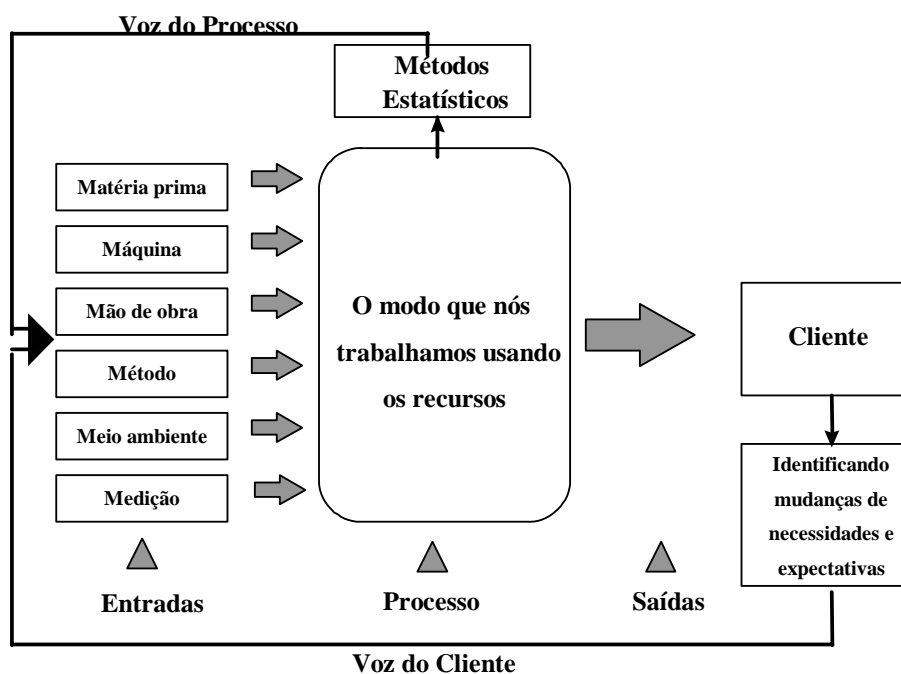 Voz do Processo
Métodos
Estatísticos
Matéria prima
Máquina
Mão de obra
Método
Meio ambiente
Medição
O modo que nós
trabalhamos usando
os recursos
Cliente
Identificando
mudanças de
necessidades e
expectativas
Entradas
Processo
Saídas
Voz do Cliente